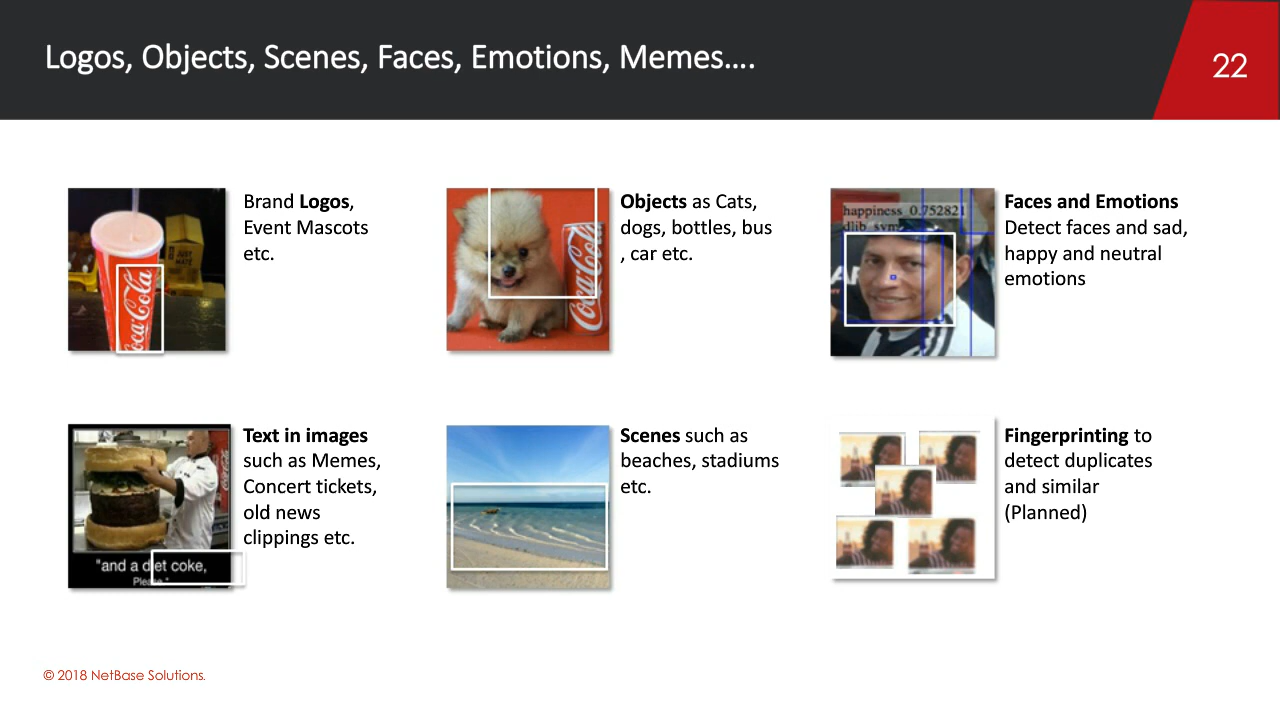 Logos, Objects, Scenes, Faces, Emotions, Memes....
22
Coca-Cola
Brand Logos,
Event Mascots
etc.
Coca-Cola
Objects as Cats,
dogs, bottles, bus
, car etc.
happiness 0.752821
dlib svm
Faces and Emotions
Detect faces and sad,
happy and neutral
emotions
"and a diet coke,
Please."
Text in images
such as Memes,
Concert tickets,
old news
clippings etc.
Scenes such as
beaches, stadiums
etc.
Fingerprinting to
detect duplicates
and similar
(Planned)
© 2018 NetBase Solutions.